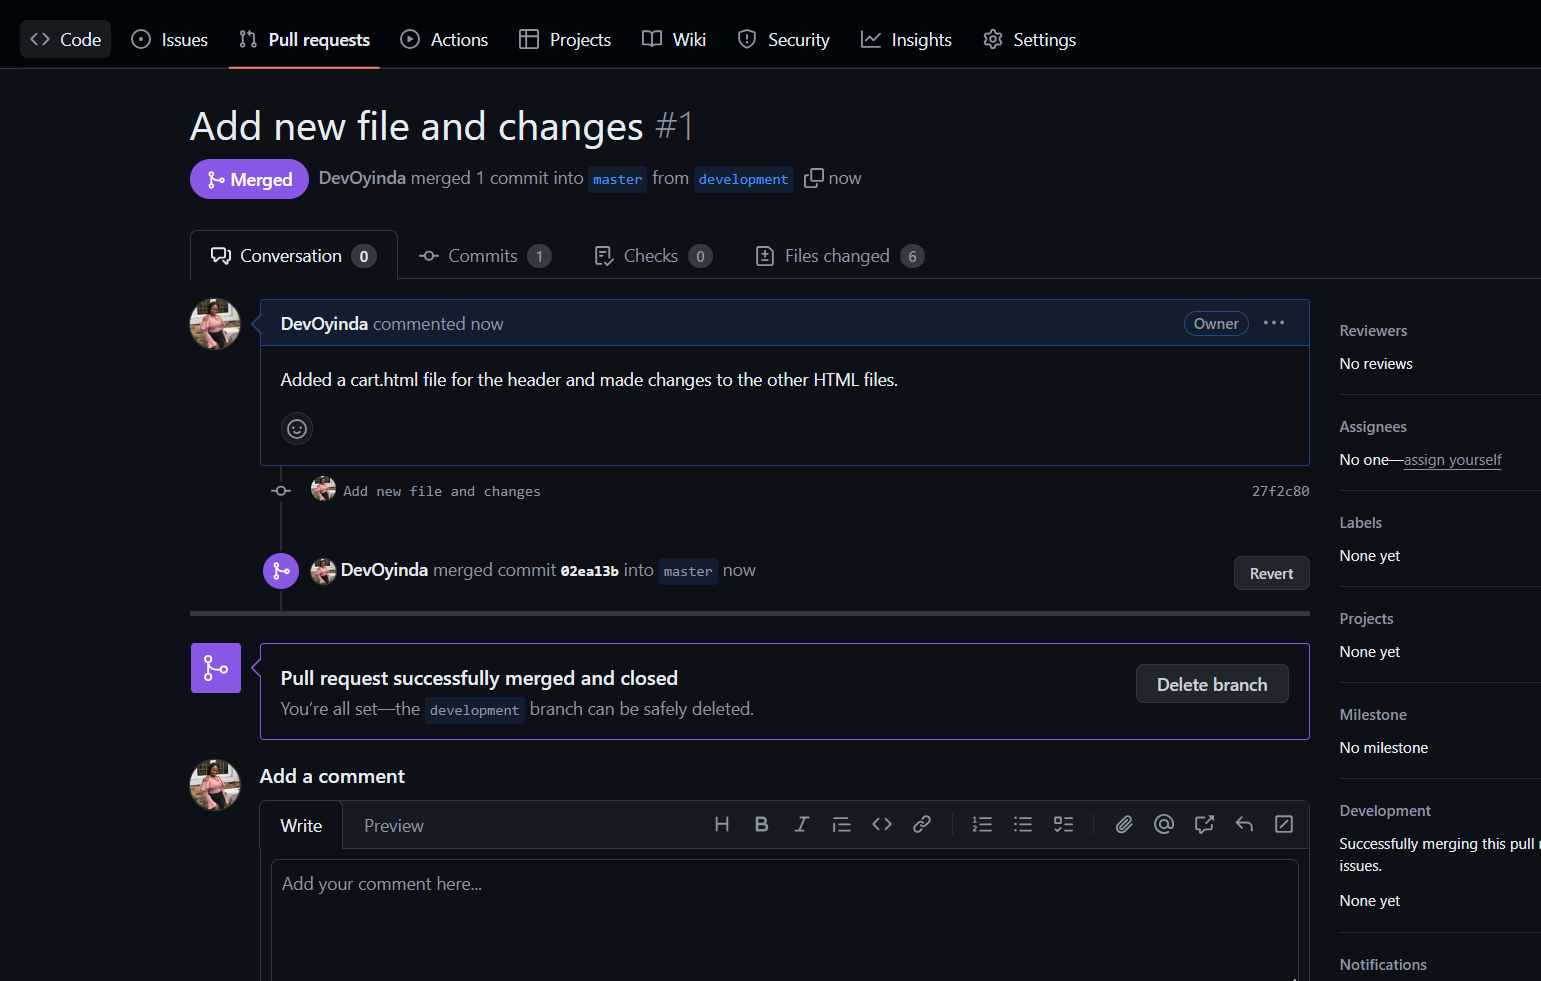 Code Issues Pull requests Actions Projects Wiki Security Insights Settings
Add new file and changes #1
Merged DevOyinda merged 1 commit into master from development now
Conversation 0 Commits 1 Checks 0 Files changed 6
DevOyinda commented now Owner
Added a cart.html file for the header and made changes to the other HTML files.
Add new file and changes 27f2c80
DevOyinda merged commit 02ea13b into master now Revert
Pull request successfully merged and closed
You're all set—the development branch can be safely deleted.
Delete branch
Add a comment
Write Preview
Add your comment here...
Reviewers
No reviews
Assignees
No one—assign yourself
Labels
None yet
Projects
None yet
Milestone
No milestone
Development
Successfully merging this pull
issues.
None yet
Notifications